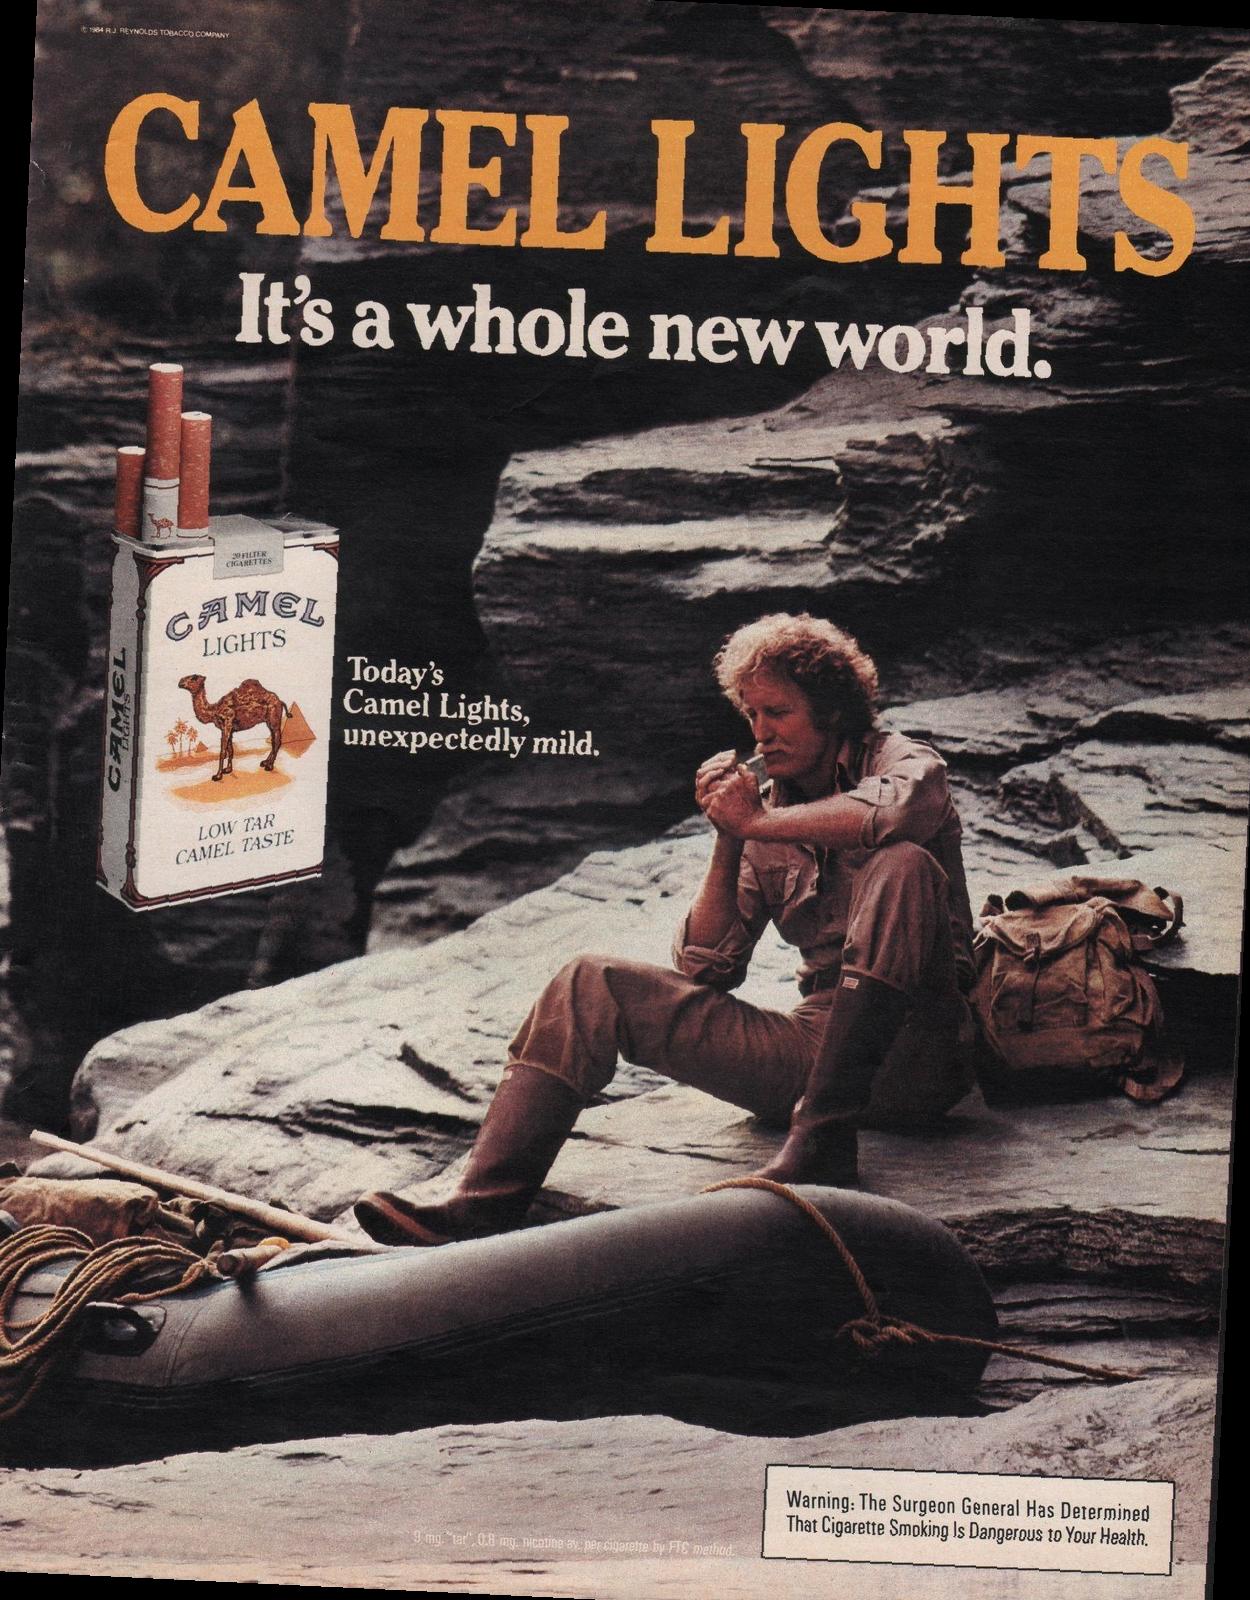 © 1984 R.J. REYNOLDS TOBACCO COMPANY
CAMEL LIGHTS
It's a whole new world.
20 FILTER
CIGARETTES
CAMEL
LIGHTS
CAMEL
LIGHTS
Today's
Camel Lights,
unexpectedly mild.
LOW TAR
CAMEL TASTE
Warning: The Surgeon General Has Determined
That Cigarette Smoking Is Dangerous to Your Health.
9 mg. "tar", 0.8 mg. nicotine av. per cigarette by FTC method.